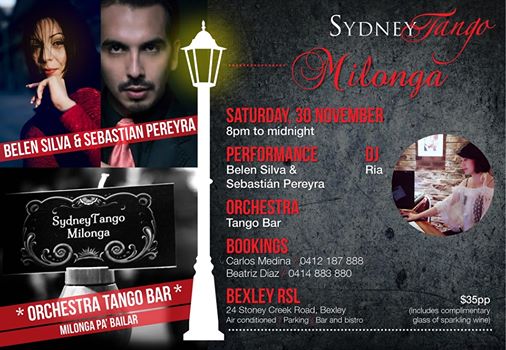 SYDNEY Tango
Milonga
BELEN SILVA & SEBASTIAN PEREYRA
SydneyTango
Milonga
* ORCHESTRA TANGO BAR *
MILONGA PA' BAILAR
SATURDAY, 30 NOVEMBER
8pm to midnight
PERFORMANCE
Belen Silva &
Sebastián Pereyra
DJ
Ria
ORCHESTRA
Tango Bar
BOOKINGS
Carlos Medina / 0412 187 888
Beatriz Diaz / 0414 883 880
BEXLEY RSL
24 Stoney Creek Road, Bexley
Air conditioned / Parking / Bar and bistro
$35pp
(Includes complimentary
glass of sparkling wine)